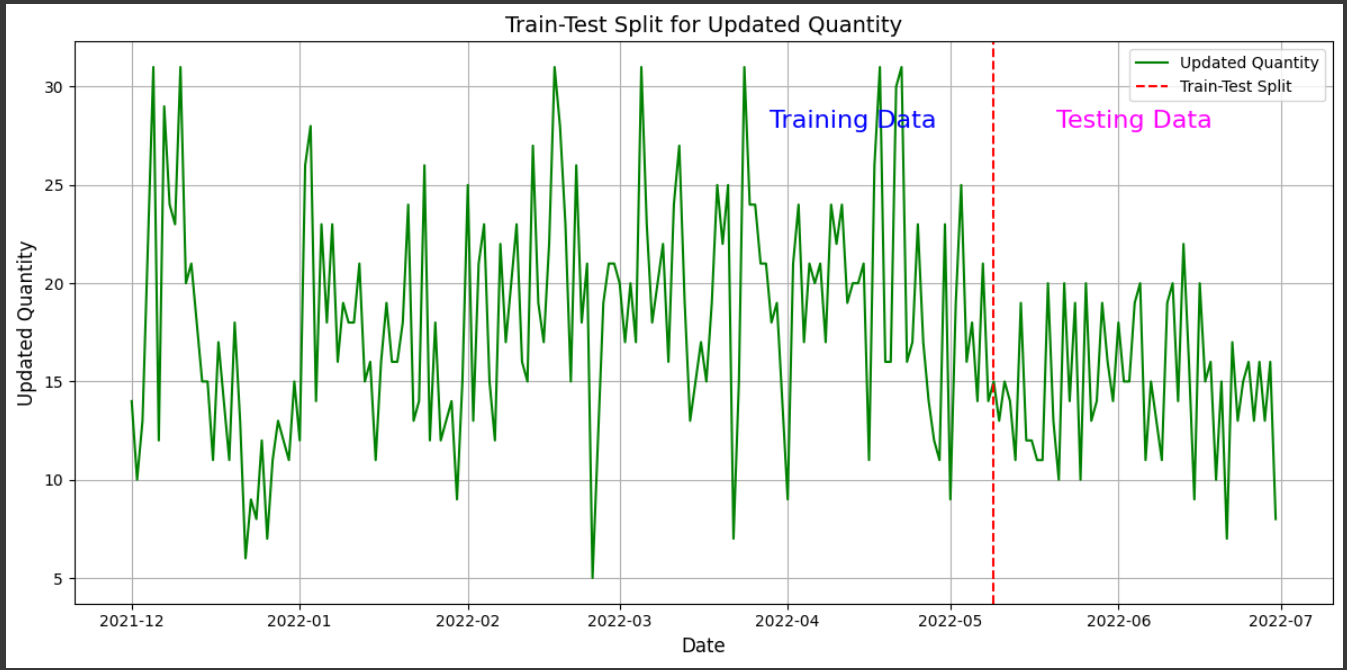 Train-Test Split for Updated Quantity
Updated Quantity
Train-Test Split
Training Data
Testing Data
Updated Quantity
30
25
20
15
10
5
2021-12
2022-01
2022-02
2022-03
2022-04
2022-05
2022-06
2022-07
Date